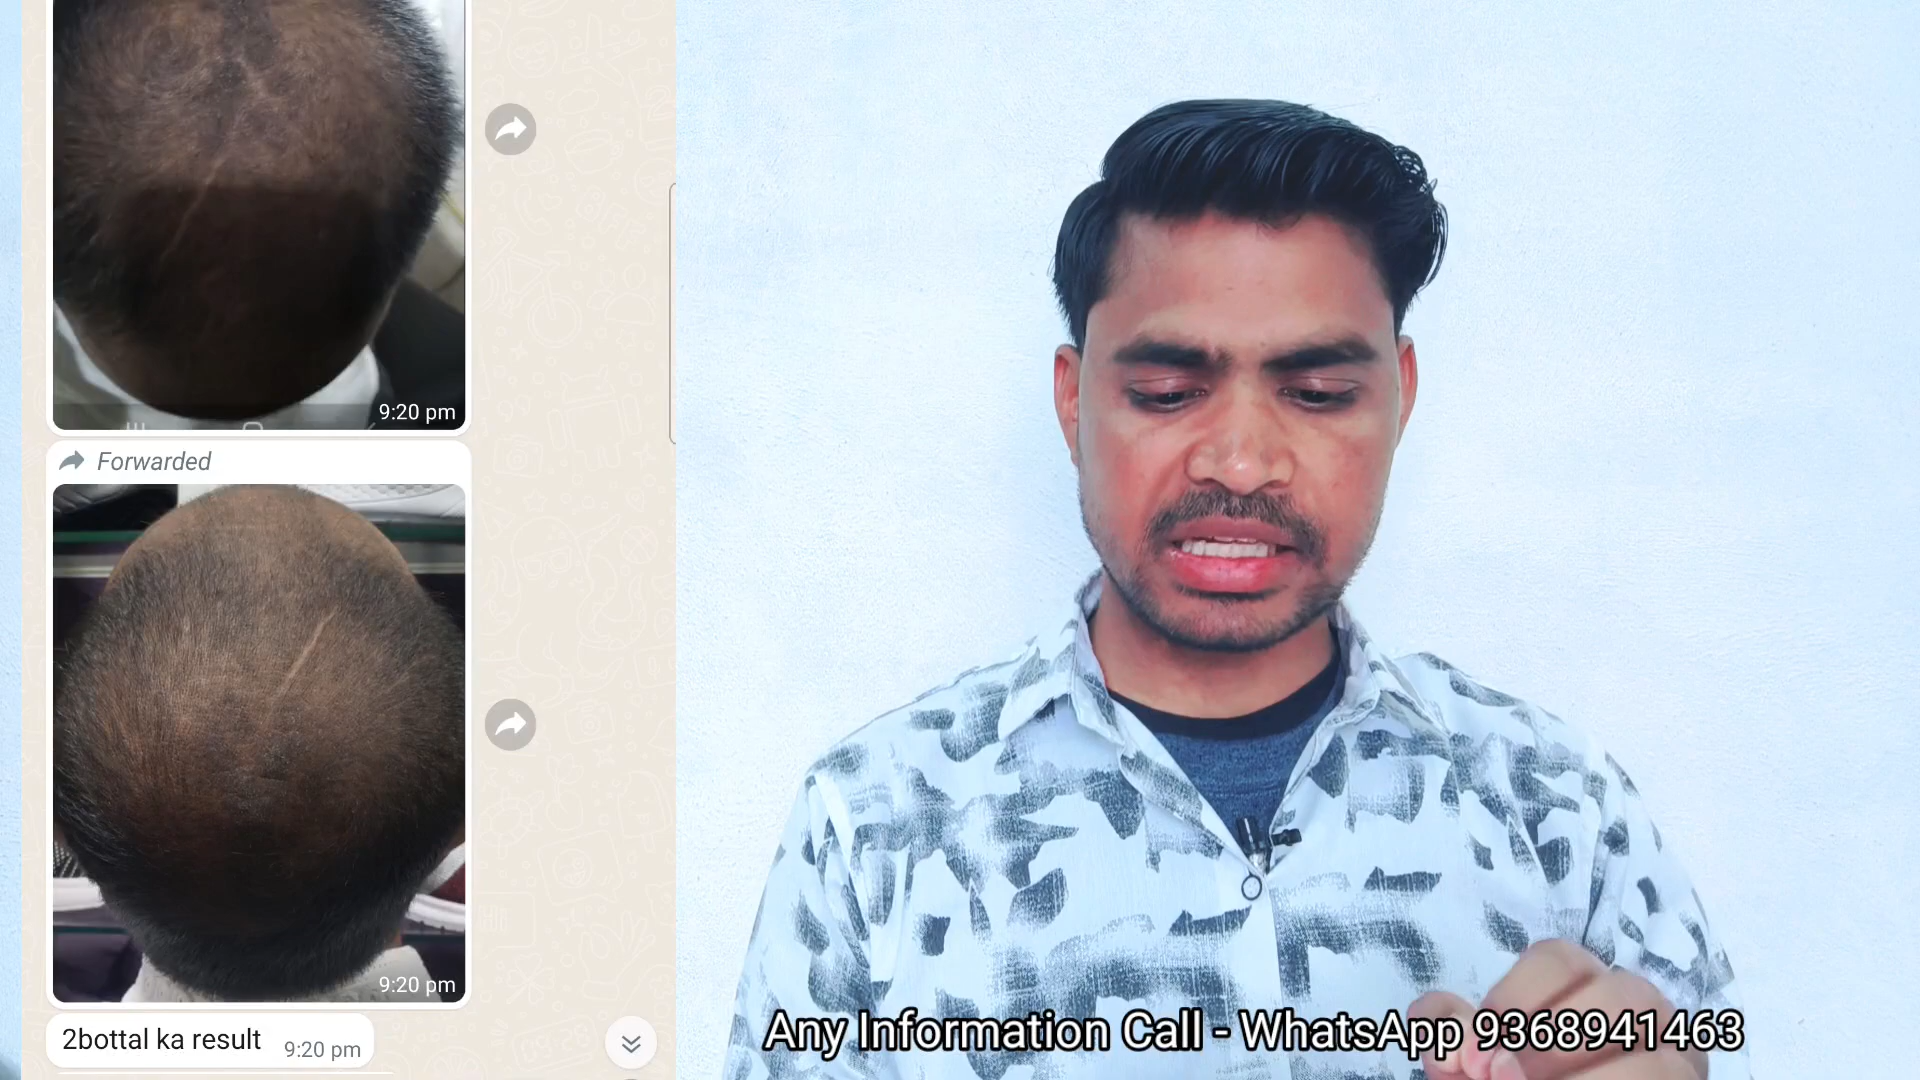 9:20 pm
Forwarded
9:20 pm
2bottal ka result 9:20 pm
Any Information Call - WhatsApp 9368941463